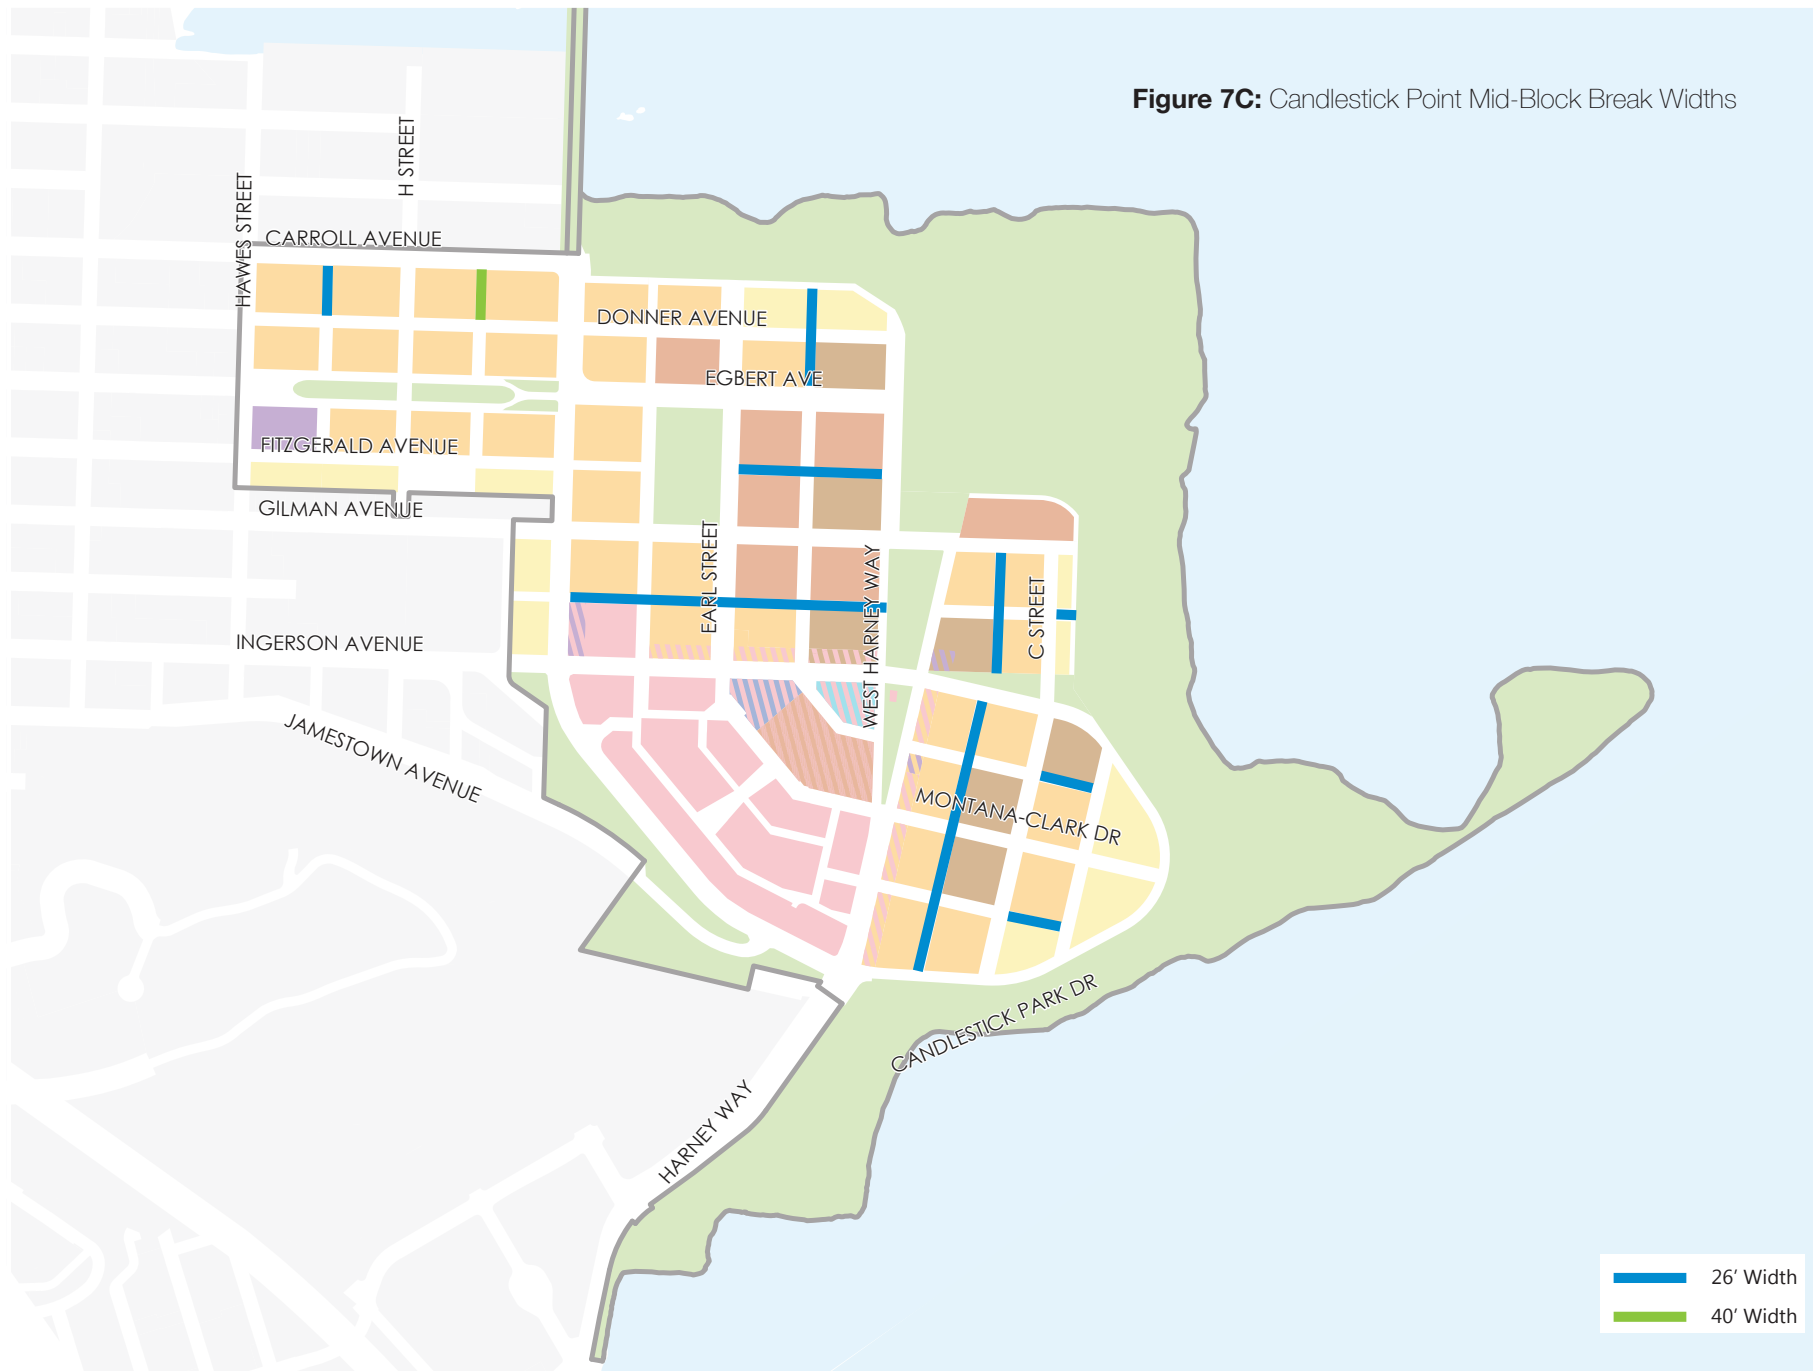 Figure 7C: Candlestick Point Mid-Block Break Widths
H STREET
HAWES STREET
CARROLL AVENUE
DONNER AVENUE
EGBERT AVE
FITZGERALD AVENUE
GILMAN AVENUE
EARL STREET
WEST HARNEY WAY
C STREET
INGERSON AVENUE
JAMESTOWN AVENUE
MONTANA-CLARK DR
CANDLESTICK PARK DR
HARNEY WAY
26’ Width
40’ Width